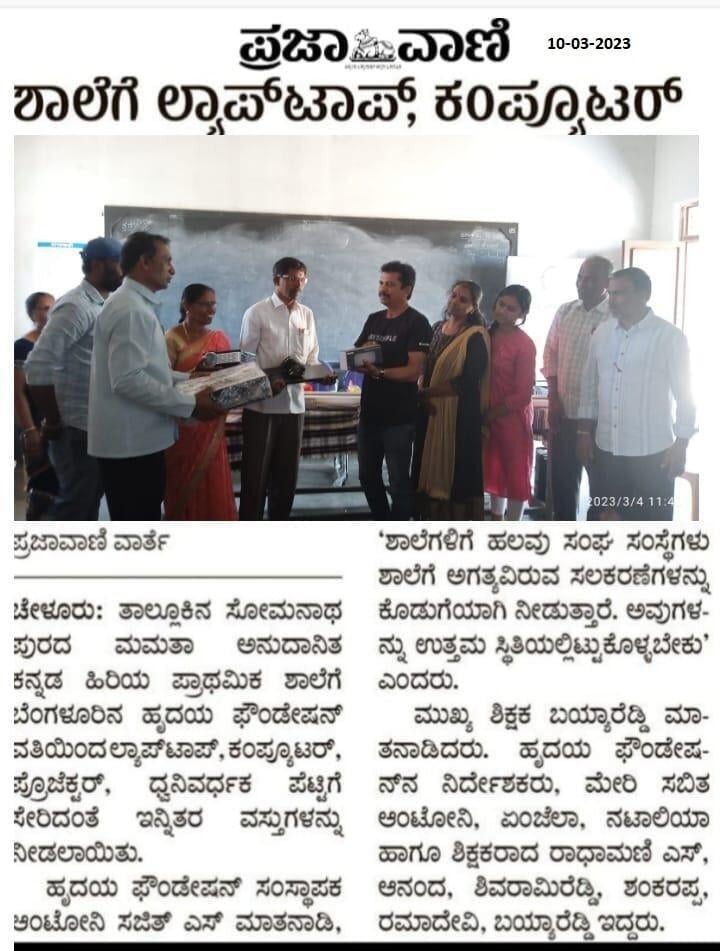 ಪ್ರಜಾವಾಣಿ
10-03-2023
ಶಾಲೆಗೆ ಲ್ಯಾಪ್‌ಟಾಪ್, ಕಂಪ್ಯೂಟರ್
2023/3/4 11:4
ಪ್ರಜಾವಾಣಿ ವಾರ್ತೆ
ಚೇಳೂರು: ತಾಲ್ಲೂಕಿನ ಸೋಮನಾಥ
ಪುರದ ಮಮತಾ ಅನುದಾನಿತ
ಕನ್ನಡ ಹಿರಿಯ ಪ್ರಾಥಮಿಕ ಶಾಲೆಗೆ
ಬೆಂಗಳೂರಿನ ಹೃದಯ ಫೌಂಡೇಷನ್
ವತಿಯಿಂದ ಲ್ಯಾಪ್‌ಟಾಪ್, ಕಂಪ್ಯೂಟರ್,
ಪ್ರೊಜೆಕ್ಟರ್, ಧ್ವನಿವರ್ಧಕ ಪೆಟ್ಟಿಗೆ
ಸೇರಿದಂತೆ ಇನ್ನಿತರ ವಸ್ತುಗಳನ್ನು
ನೀಡಲಾಯಿತು.
ಹೃದಯ ಫೌಂಡೇಷನ್ ಸಂಸ್ಥಾಪಕ
ಆಂಟೋನಿ ಸಜಿತ್ ಎಸ್ ಮಾತನಾಡಿ,
‘ಶಾಲೆಗಳಿಗೆ ಹಲವು ಸಂಘ ಸಂಸ್ಥೆಗಳು
ಶಾಲೆಗೆ ಅಗತ್ಯವಿರುವ ಸಲಕರಣೆಗಳನ್ನು
ಕೊಡುಗೆಯಾಗಿ ನೀಡುತ್ತಾರೆ. ಅವುಗಳ-
ನ್ನು ಉತ್ತಮ ಸ್ಥಿತಿಯಲ್ಲಿಟ್ಟುಕೊಳ್ಳಬೇಕು’
ಎಂದರು.
ಮುಖ್ಯ ಶಿಕ್ಷಕ ಬಯ್ಯಾರೆಡ್ಡಿ ಮಾ-
ತನಾಡಿದರು. ಹೃದಯ ಫೌಂಡೇಷ-
ನ್‌ನ ನಿರ್ದೇಶಕರು, ಮೇರಿ ಸಬಿತ
ಆಂಟೋನಿ, ಏಂಜೆಲಾ, ನಟಾಲಿಯಾ
ಹಾಗೂ ಶಿಕ್ಷಕರಾದ ರಾಧಾಮಣಿ ಎಸ್,
ಆನಂದ, ಶಿವರಾಮಿರೆಡ್ಡಿ, ಶಂಕರಪ್ಪ,
ರಮಾದೇವಿ, ಬಯ್ಯಾರೆಡ್ಡಿ ಇದ್ದರು.